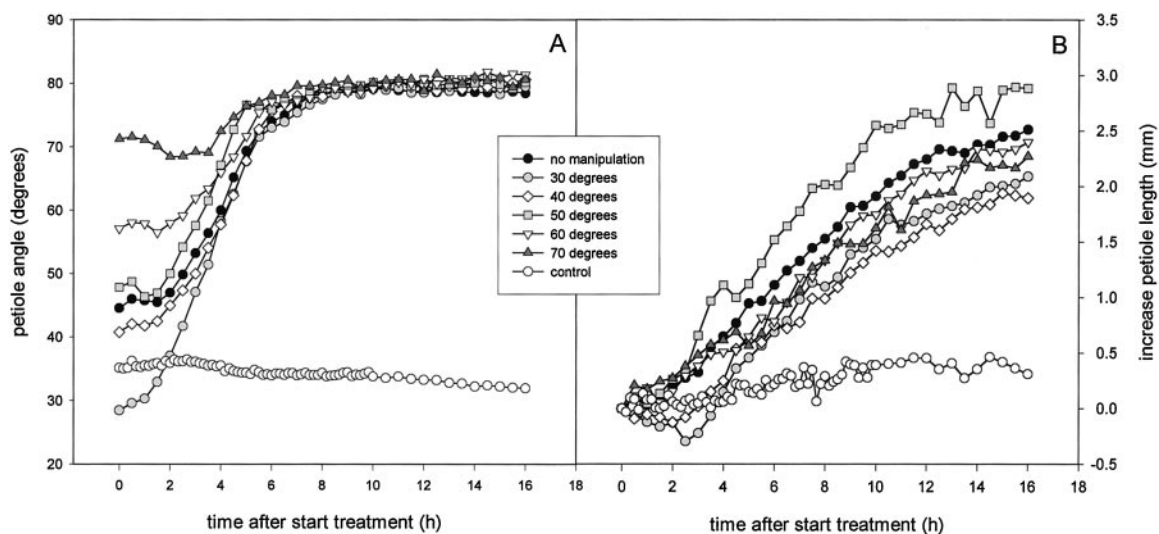 A
B
petiole angle (degrees)
90
80
70
60
50
40
30
20
0 2 4 6 8 10 12 14 16 18
time after start treatment (h)
no manipulation
30 degrees
40 degrees
50 degrees
60 degrees
70 degrees
control
0 2 4 6 8 10 12 14 16 18
time after start treatment (h)
3.5
3.0
2.5
2.0
1.5
1.0
0.5
0.0
-0.5
increase petiole length (mm)